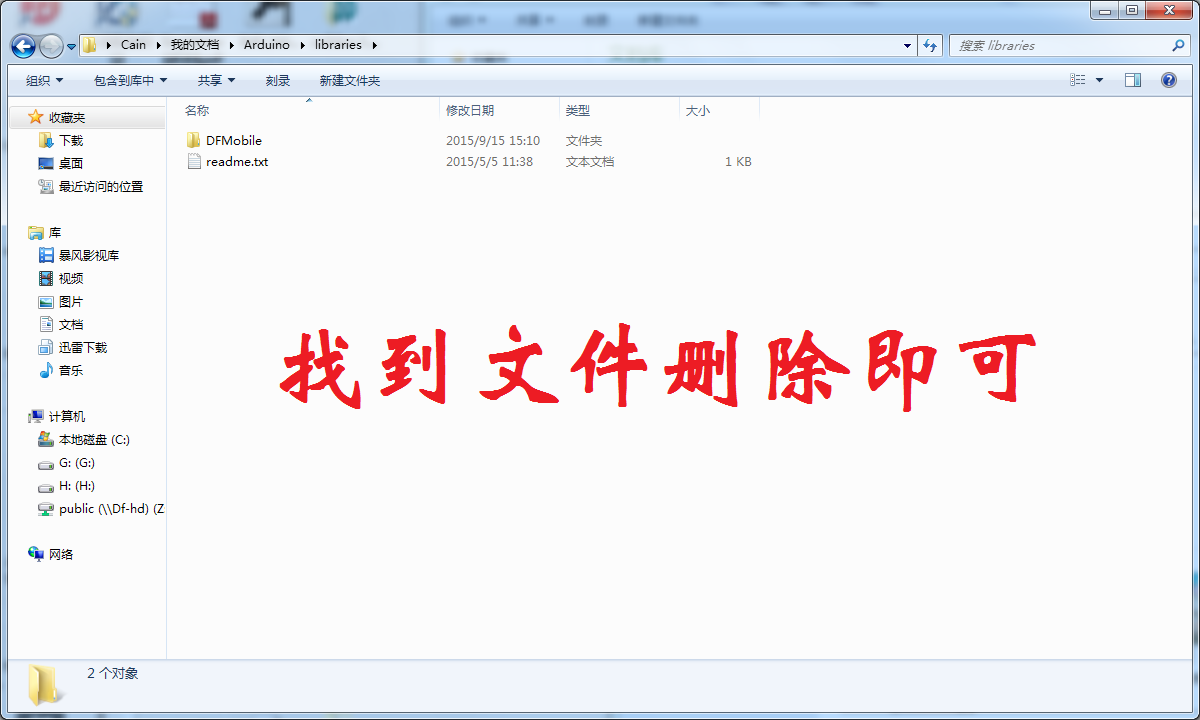 Cain 我的文档 Arduino libraries
搜索 libraries
组织 包含到库中 共享 刻录 新建文件夹
名称 修改日期 类型 大小
DFMobile 2015/9/15 15:10 文件夹
readme.txt 2015/5/5 11:38 文本文档 1 KB
收藏夹
下载
桌面
最近访问的位置
库
暴风影视库
视频
图片
文档
迅雷下载
音乐
计算机
本地磁盘 (C:)
G: (G:)
H: (H:)
public (\\Df-hd) (Z
网络
找到文件删除即可
2 个对象